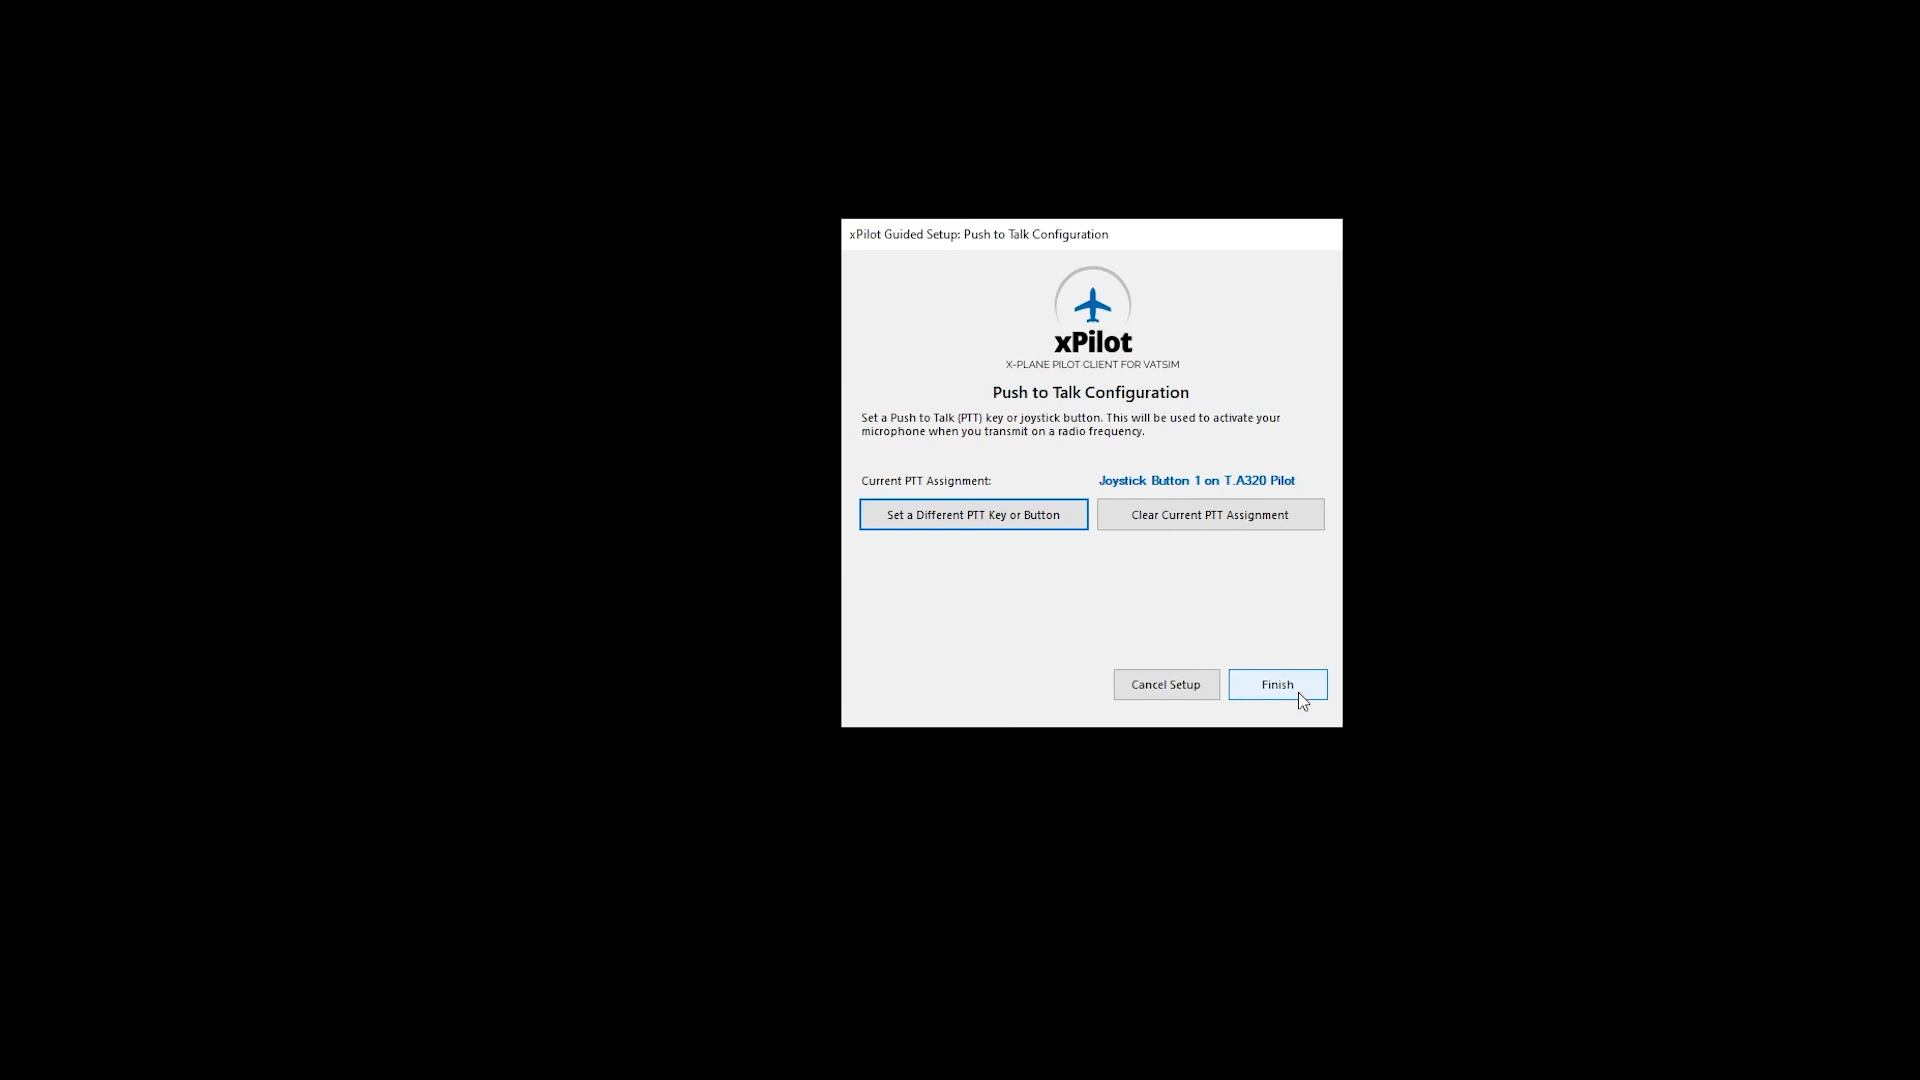 xPilot Guided Setup: Push to Talk Configuration
xPilot
X-PLANE PILOT CLIENT FOR VATSIM
Push to Talk Configuration
Set a Push to Talk (PTT) key or joystick button. This will be used to activate your
microphone when you transmit on a radio frequency.
Current PTT Assignment: Joystick Button 1 on T.A320 Pilot
Set a Different PTT Key or Button Clear Current PTT Assignment
Cancel Setup Finish